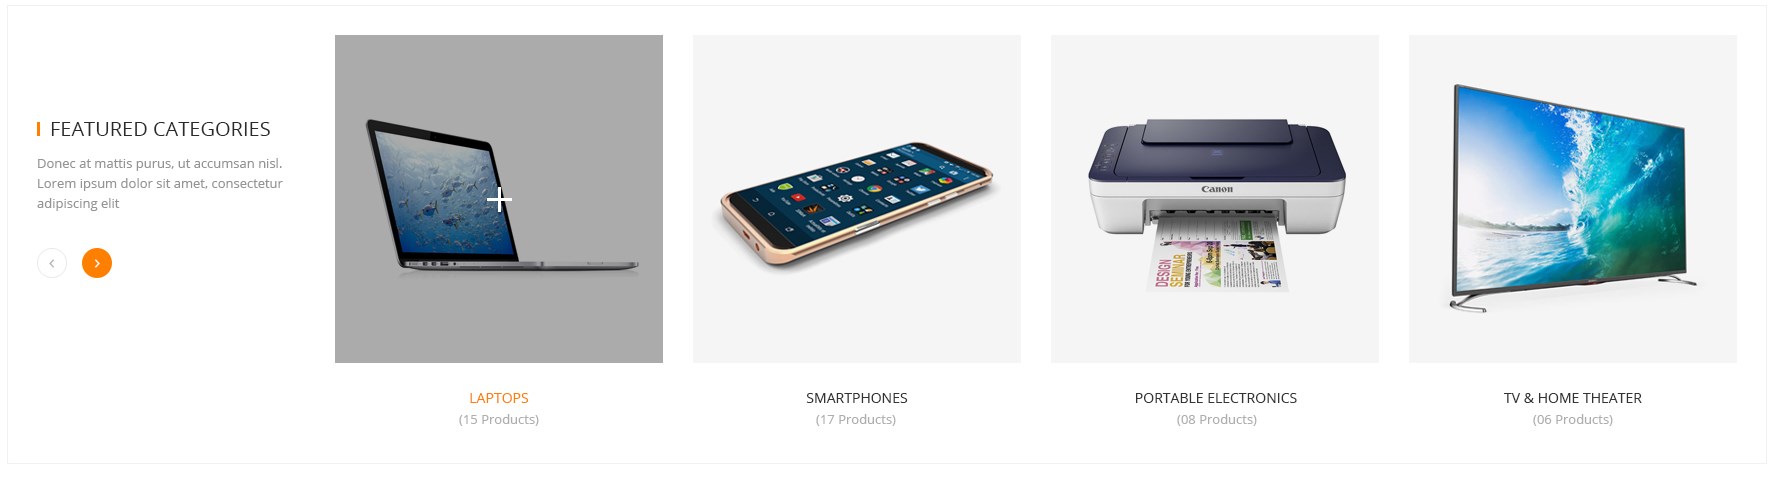 FEATURED CATEGORIES
Donec at mattis purus, ut accumsan nisl.
Lorem ipsum dolor sit amet, consectetur
adipiscing elit
Canon
DESIGN
SEMINAR
LAPTOPS
(15 Products)
SMARTPHONES
(17 Products)
PORTABLE ELECTRONICS
(08 Products)
TV & HOME THEATER
(06 Products)